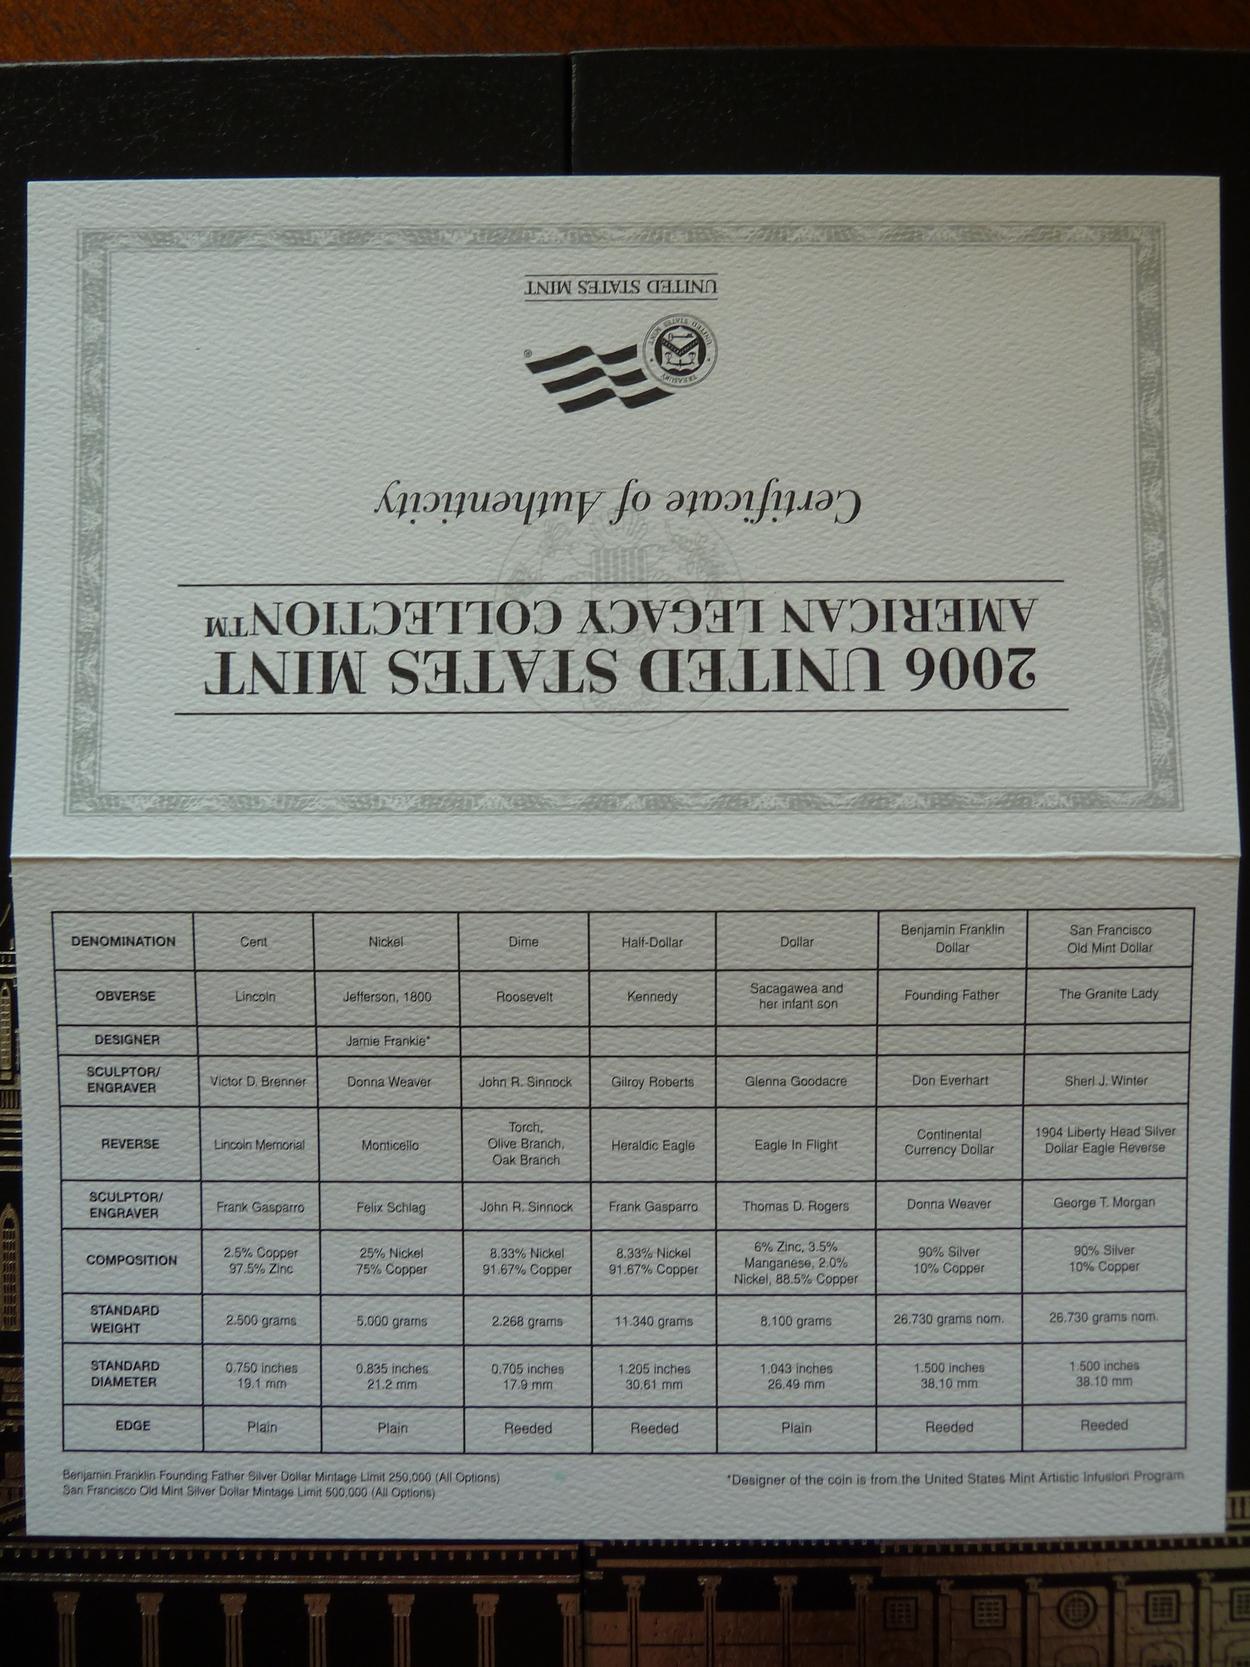 UNITED STATES MINT
TREASURY
UNITED STATES MINT
®
Certificate of Authenticity
2006 UNITED STATES MINT
AMERICAN LEGACY COLLECTION™
DENOMINATION Cent Nickel Dime Half-Dollar Dollar Benjamin Franklin Dollar San Francisco Old Mint Dollar
OBVERSE Lincoln Jefferson, 1800 Roosevelt Kennedy Sacagawea and her infant son Founding Father The Granite Lady
DESIGNER Jamie Frankie*
SCULPTOR/ENGRAVER Victor D. Brenner Donna Weaver John R. Sinnock Gilroy Roberts Glenna Goodacre Don Everhart Sherl J. Winter
REVERSE Lincoln Memorial Monticello Torch, Olive Branch, Oak Branch Heraldic Eagle Eagle In Flight Continental Currency Dollar 1904 Liberty Head Silver Dollar Eagle Reverse
SCULPTOR/ENGRAVER Frank Gasparro Felix Schlag John R. Sinnock Frank Gasparro Thomas D. Rogers Donna Weaver George T. Morgan
COMPOSITION 2.5% Copper 97.5% Zinc 25% Nickel 75% Copper 8.33% Nickel 91.67% Copper 8.33% Nickel 91.67% Copper 6% Zinc, 3.5% Manganese, 2.0% Nickel, 88.5% Copper 90% Silver 10% Copper 90% Silver 10% Copper
STANDARD WEIGHT 2.500 grams 5.000 grams 2.268 grams 11.340 grams 8.100 grams 26.730 grams nom. 26.730 grams nom.
STANDARD DIAMETER 0.750 inches 19.1 mm 0.835 inches 21.2 mm 0.705 inches 17.9 mm 1.205 inches 30.61 mm 1.043 inches 26.49 mm 1.500 inches 38.10 mm 1.500 inches 38.10 mm
EDGE Plain Plain Reeded Reeded Plain Reeded Reeded
Benjamin Franklin Founding Father Silver Dollar Mintage Limit 250,000 (All Options)
San Francisco Old Mint Silver Dollar Mintage Limit 500,000 (All Options)
*Designer of the coin is from the United States Mint Artistic Infusion Program